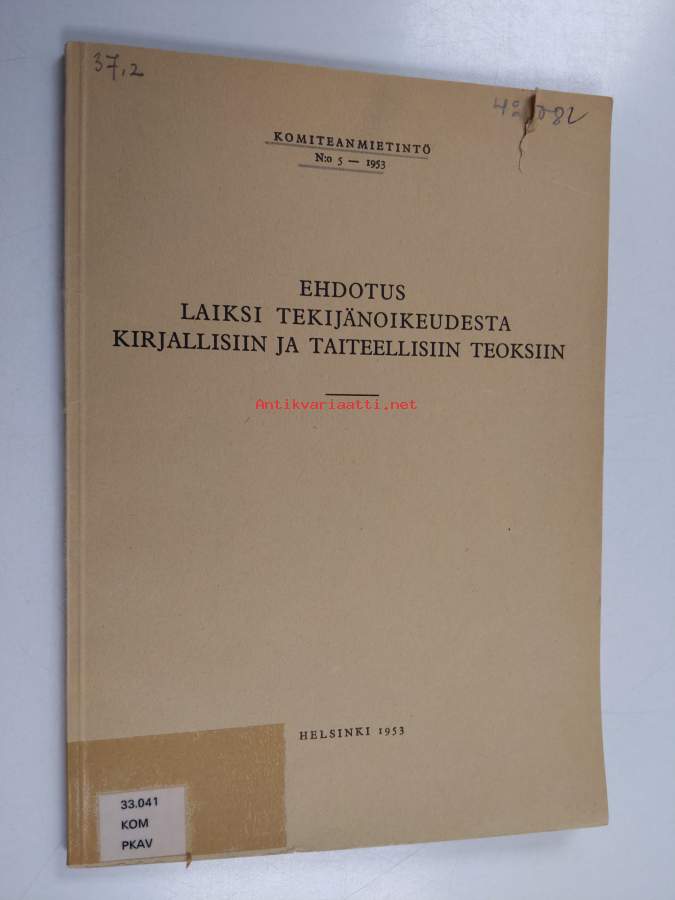 37,2
KOMITEANMIETINTÖ
N:o 5 — 1953
EHDOTUS
LAIKSI TEKIJÄNOIKEUDESTA
KIRJALLISIIN JA TAITEELLISIIN TEOKSIIN
Antikvariaatti.net
HELSINKI 1953
33.041
KOM
PKAV